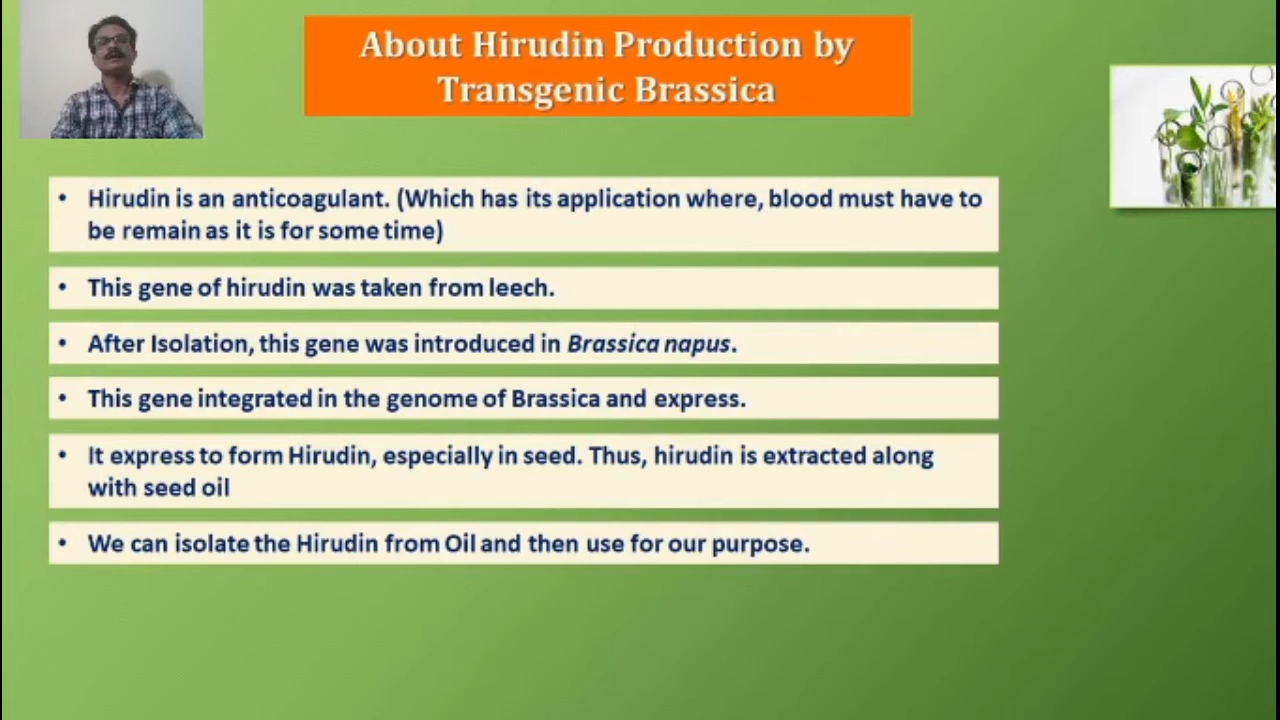 About Hirudin Production by
Transgenic Brassica
• Hirudin is an anticoagulant. (Which has its application where, blood must have to
be remain as it is for some time)
• This gene of hirudin was taken from leech.
• After Isolation, this gene was introduced in Brassica napus.
• This gene integrated in the genome of Brassica and express.
• It express to form Hirudin, especially in seed. Thus, hirudin is extracted along
with seed oil
• We can isolate the Hirudin from Oil and then use for our purpose.